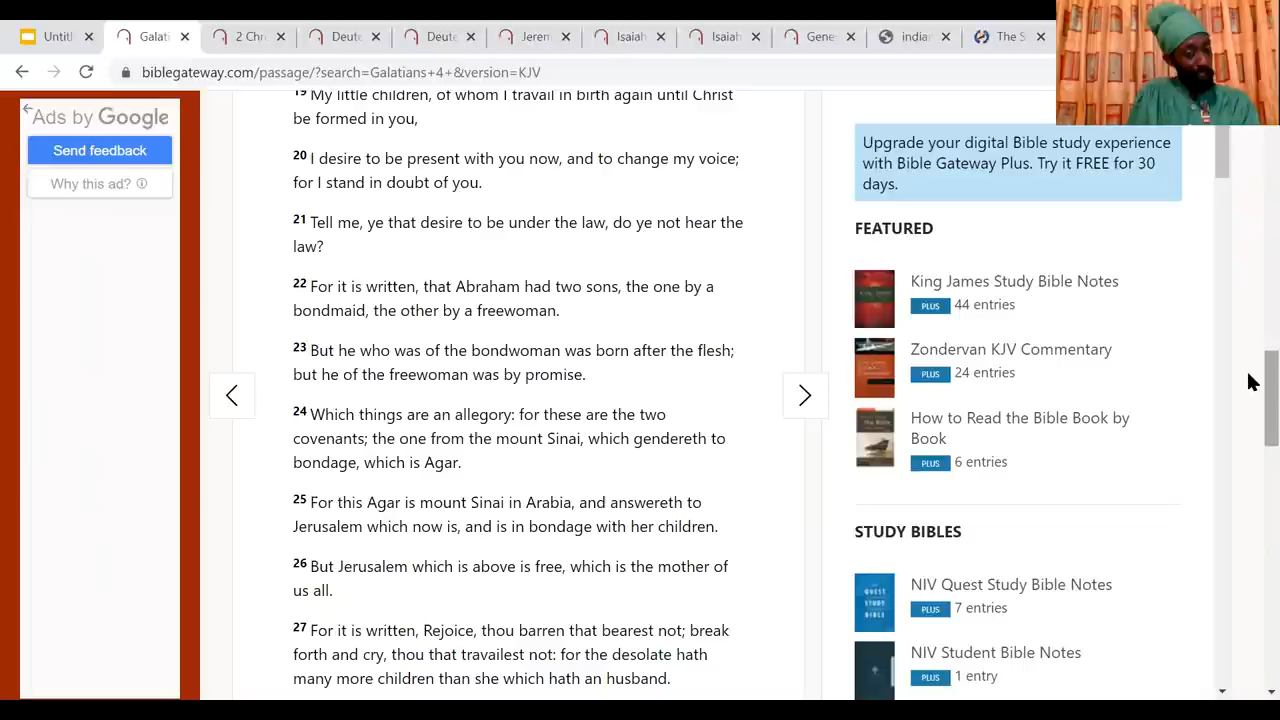 Untitl
Galati
2 Chr
Deute
Deute
Jerem
Isaiah
Isaiah
Gene
indian
The S
biblegateway.com/passage/?search=Galatians+4+&version=KJV
Ads by Google
Send feedback
Why this ad?
19 My little children, of whom I travail in birth again until Christ
be formed in you,
20 I desire to be present with you now, and to change my voice;
for I stand in doubt of you.
21 Tell me, ye that desire to be under the law, do ye not hear the
law?
22 For it is written, that Abraham had two sons, the one by a
bondmaid, the other by a freewoman.
23 But he who was of the bondwoman was born after the flesh;
but he of the freewoman was by promise.
24 Which things are an allegory: for these are the two
covenants; the one from the mount Sinai, which gendereth to
bondage, which is Agar.
25 For this Agar is mount Sinai in Arabia, and answereth to
Jerusalem which now is, and is in bondage with her children.
26 But Jerusalem which is above is free, which is the mother of
us all.
27 For it is written, Rejoice, thou barren that bearest not; break
forth and cry, thou that travailest not: for the desolate hath
many more children than she which hath an husband.
Upgrade your digital Bible study experience
with Bible Gateway Plus. Try it FREE for 30
days.
FEATURED
King James Study Bible Notes
PLUS 44 entries
Zondervan KJV Commentary
PLUS 24 entries
How to Read the Bible Book by
Book
PLUS 6 entries
STUDY BIBLES
NIV Quest Study Bible Notes
PLUS 7 entries
NIV Student Bible Notes
PLUS 1 entry